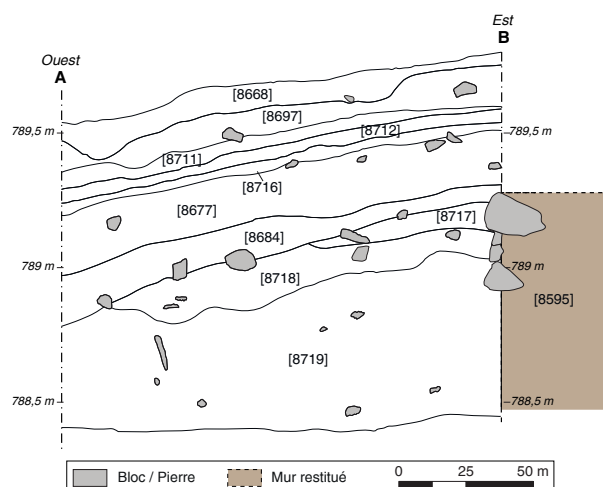 Ouest
A
Est
B
[8668]
[8697]
789,5 m
[8712]
789,5 m
[8711]
[8716]
[8677]
[8717]
[8684]
789 m
789 m
[8718]
[8595]
[8719]
788,5 m
788,5 m
Bloc / Pierre
Mur restitué
0 25 50 m